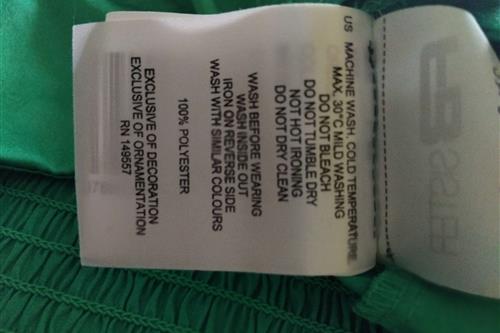 US MACHINE WASH, COLD TEMPERATURE
MAX. 30°C MILD WASHING
DO NOT BLEACH
DO NOT TUMBLE DRY
NOT HOT IRONING
DO NOT DRY CLEAN
WASH BEFORE WEARING
WASH INSIDE OUT
IRON ON REVERSE SIDE
WASH WITH SIMILAR COLOURS
100% POLYESTER
EXCLUSIVE OF DECORATION
EXCLUSIVE OF ORNAMENTATION
RN 149557